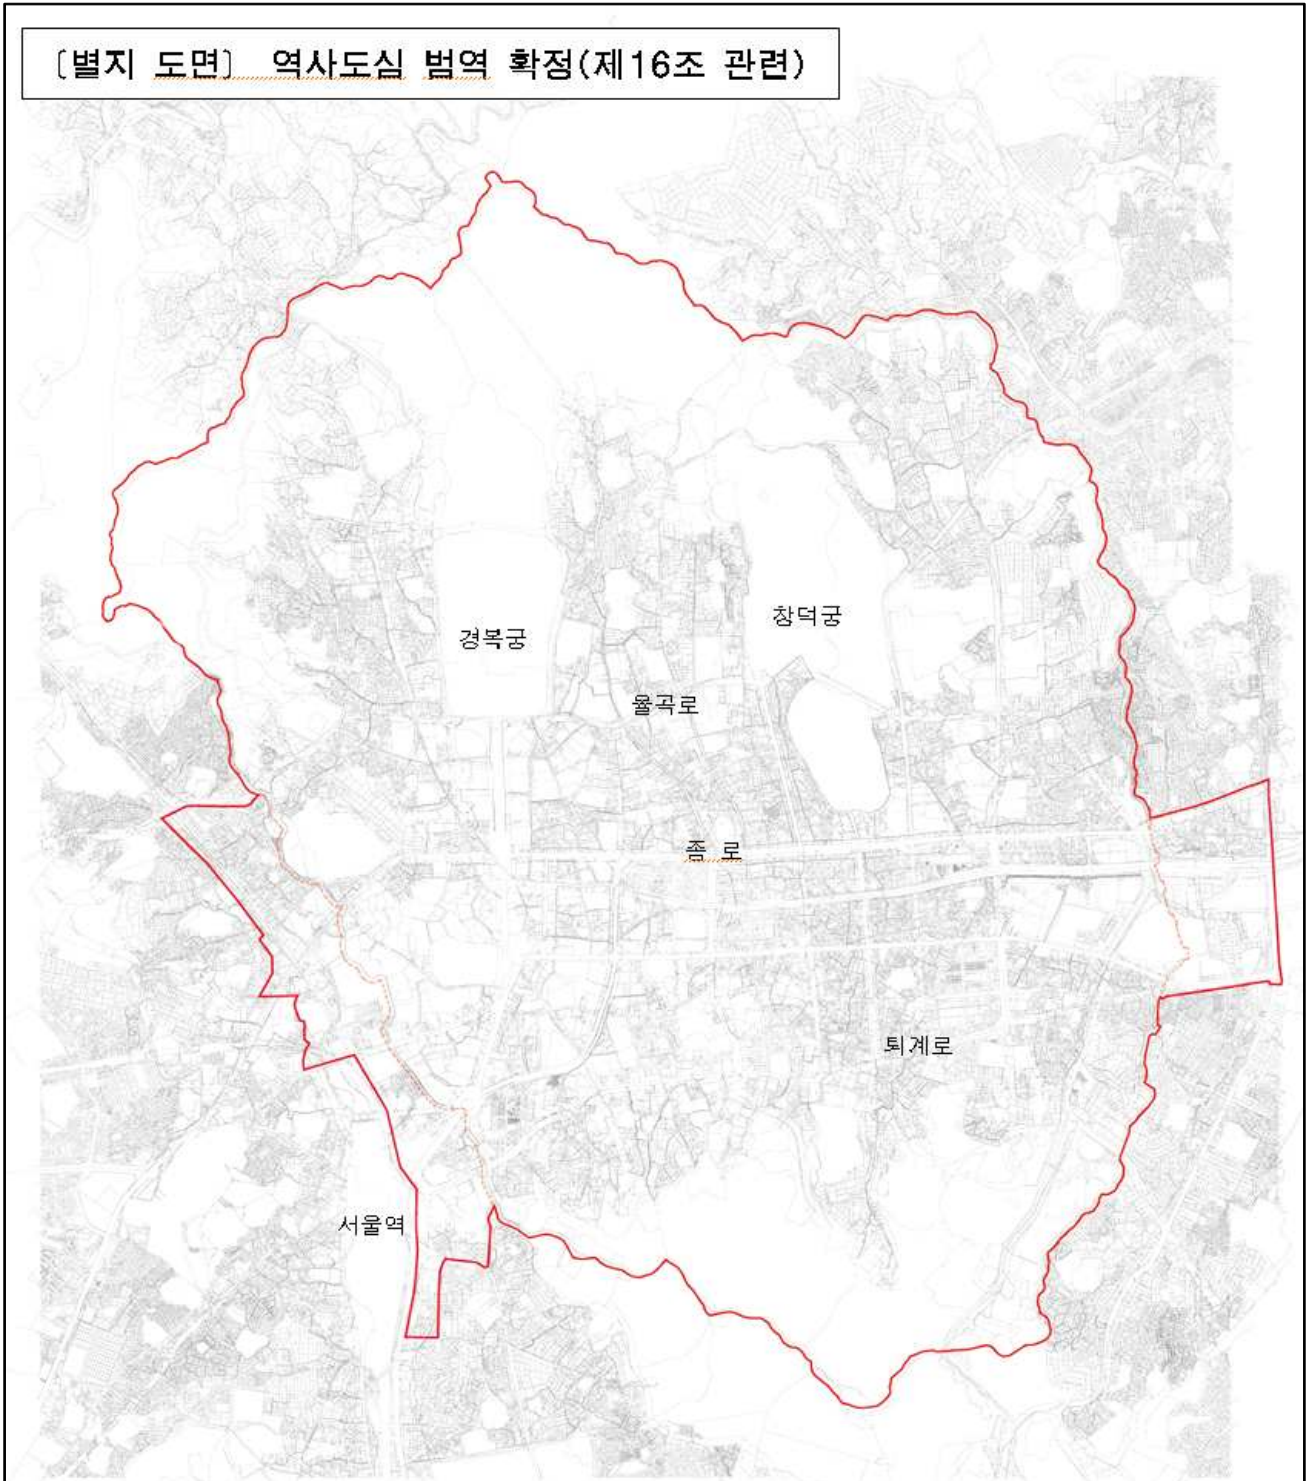 〔별지 도면〕 역사도심 범역 확정(제16조 관련)
창덕궁
경복궁
율곡로
종 로
퇴계로
서울역